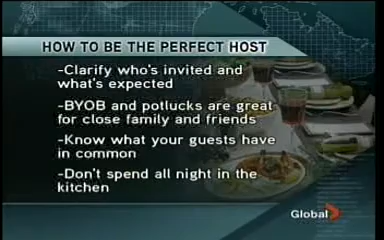 HOW TO BE THE PERFECT HOST
-Clarify who's invited and
what's expected
-BYOB and potlucks are great
for close family and friends
-Know what your guests have
in common
-Don't spend all night in the
kitchen
Global